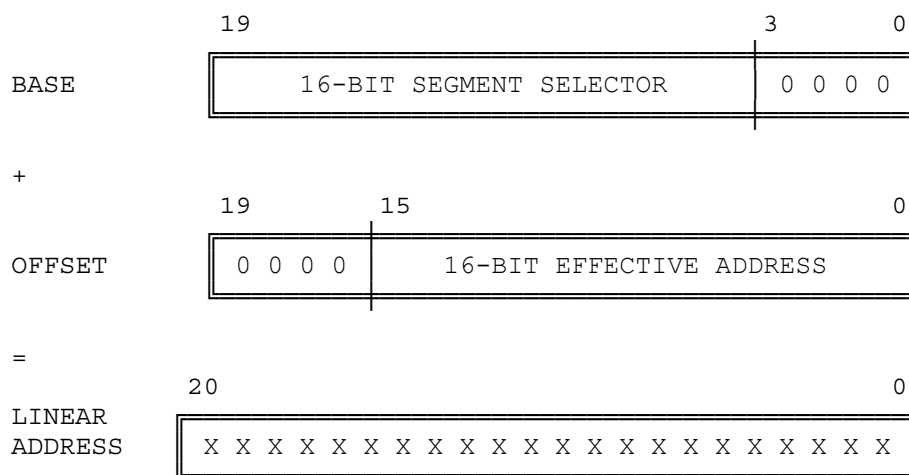 19 3 0
BASE 16-BIT SEGMENT SELECTOR 0 0 0 0
+
19 15 0
OFFSET 0 0 0 0 16-BIT EFFECTIVE ADDRESS
=
20 0
LINEAR
ADDRESS X X X X X X X X X X X X X X X X X X X X X X